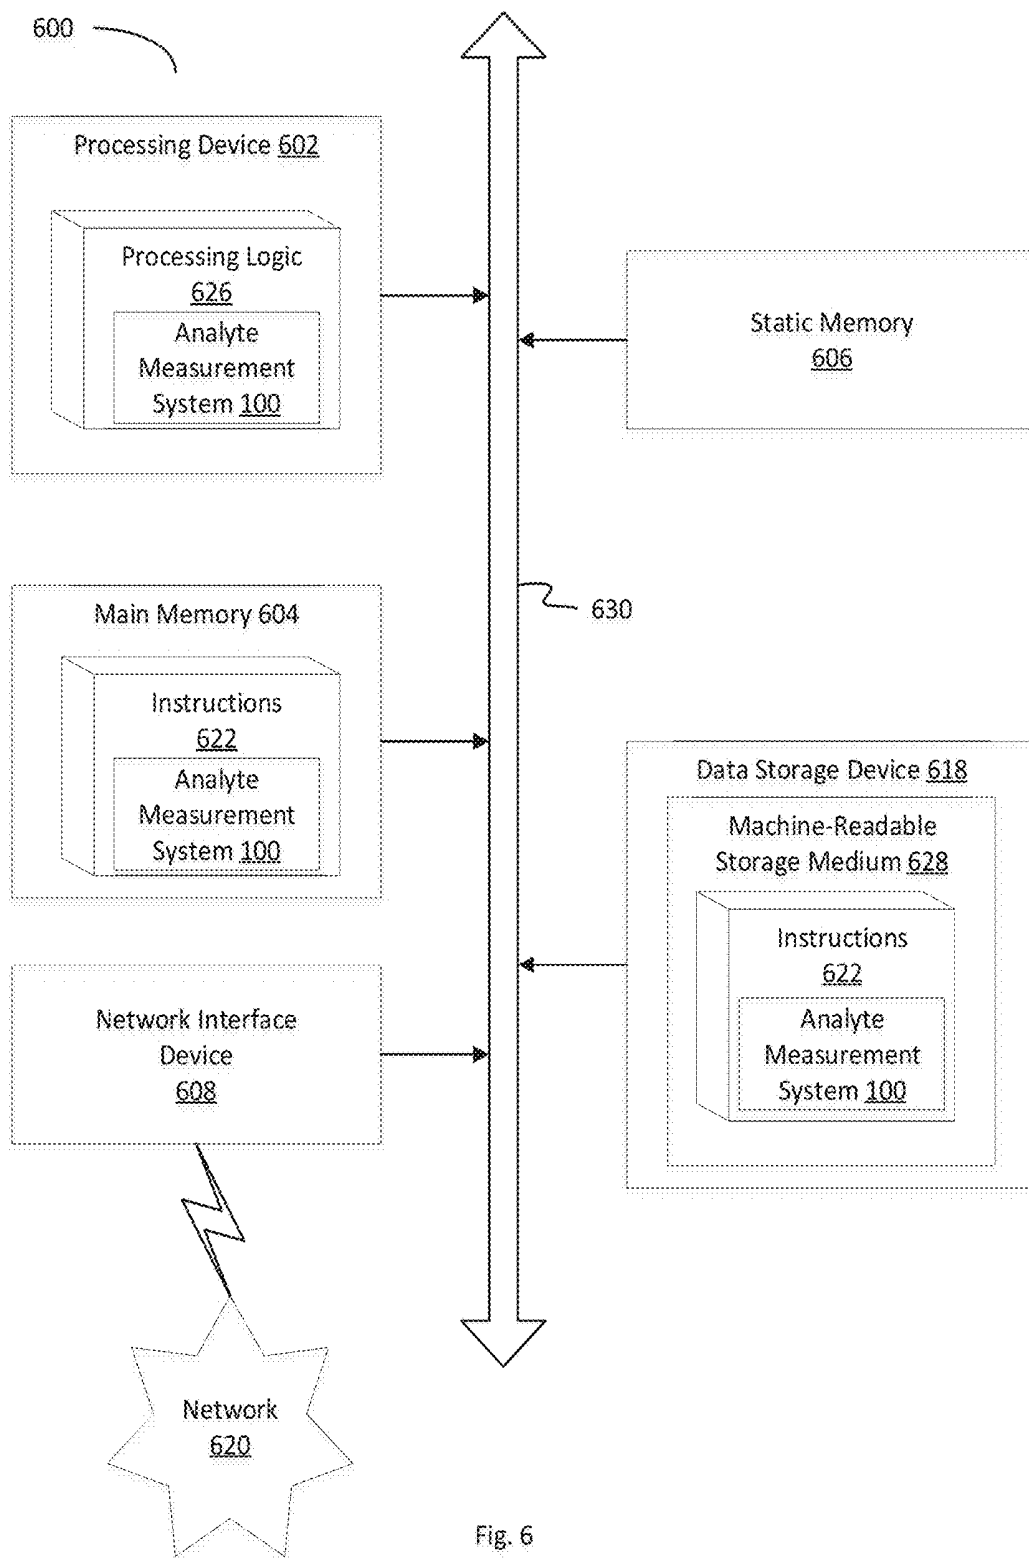 600
Processing Device 602
Processing Logic
626
Analyte
Measurement
System 100
Static Memory
606
630
Main Memory 604
Instructions
622
Analyte
Measurement
System 100
Data Storage Device 618
Machine-Readable
Storage Medium 628
Instructions
622
Analyte
Measurement
System 100
Network Interface
Device
608
Network
620
Fig. 6